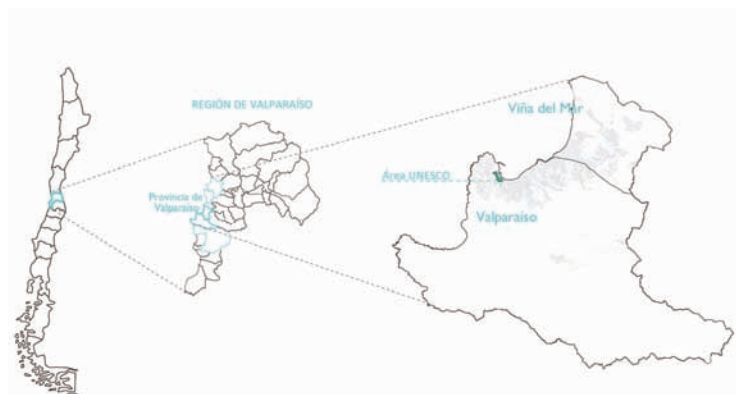 REGIÓN DE VALPARAÍSO
Provincia de
Valparaíso
Viña del Mar
Área UNESCO
Valparaíso